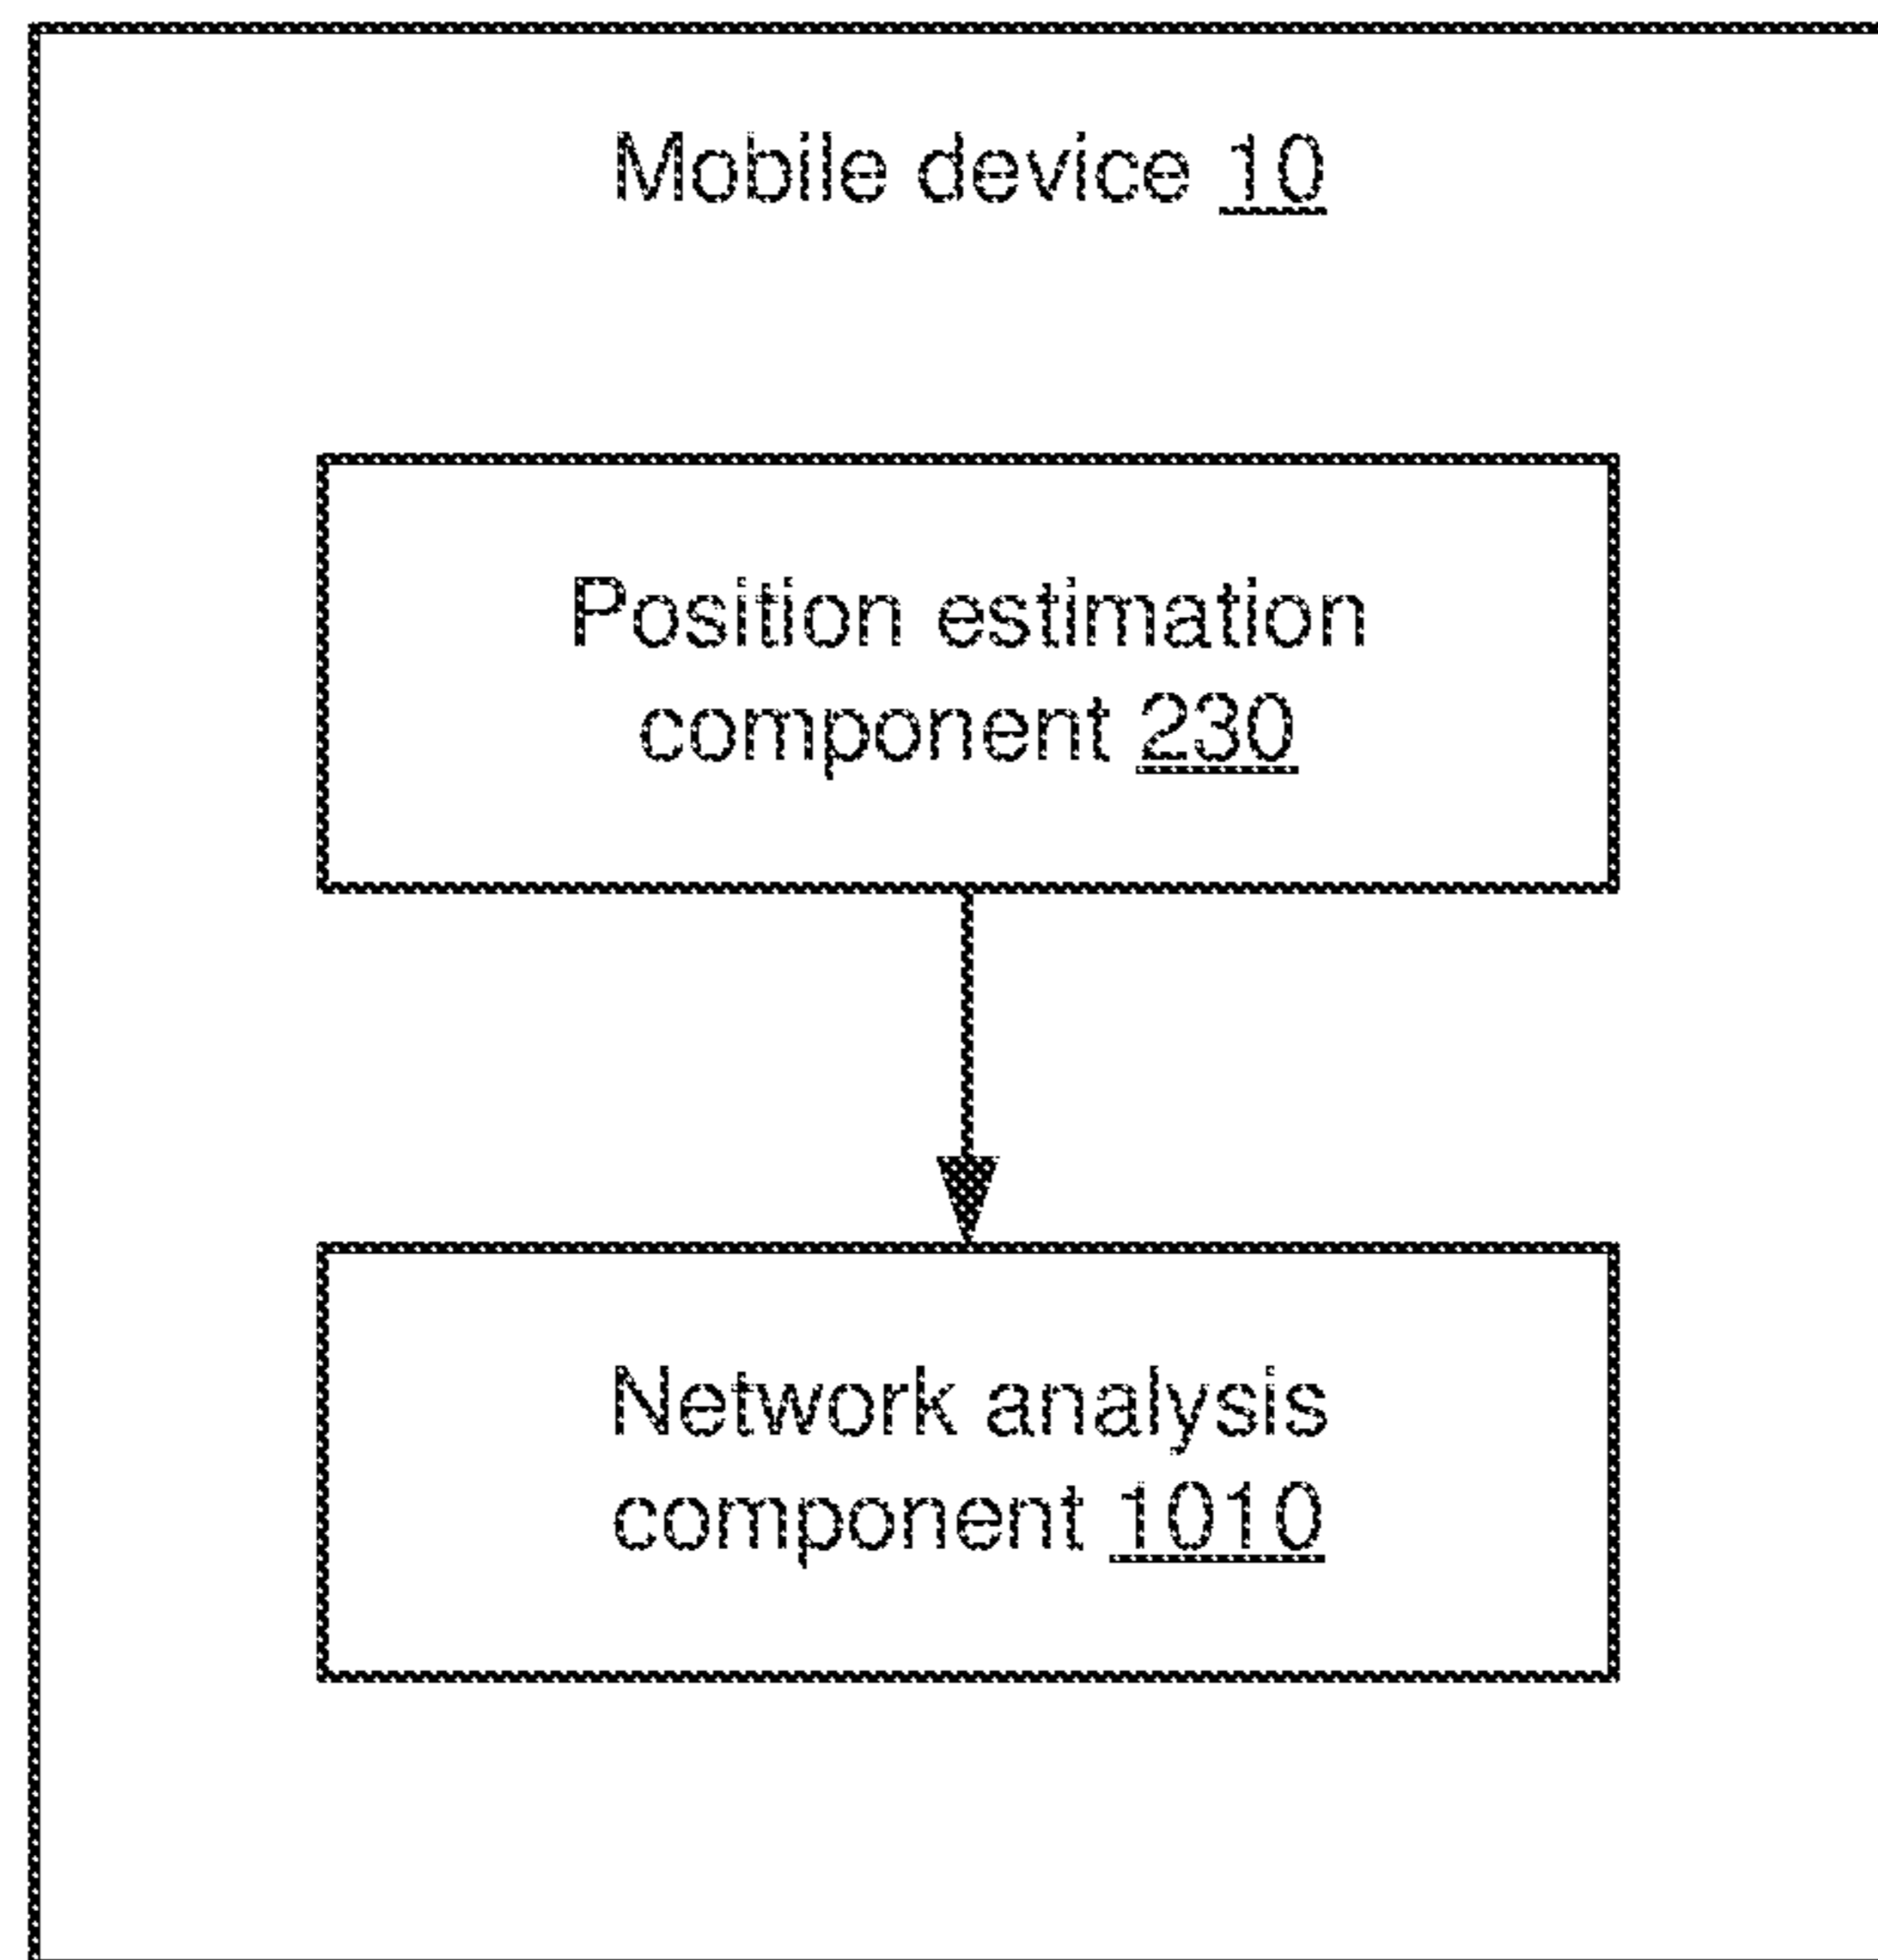 Mobile device 10
Position estimation
component 230
Network analysis
component 1010